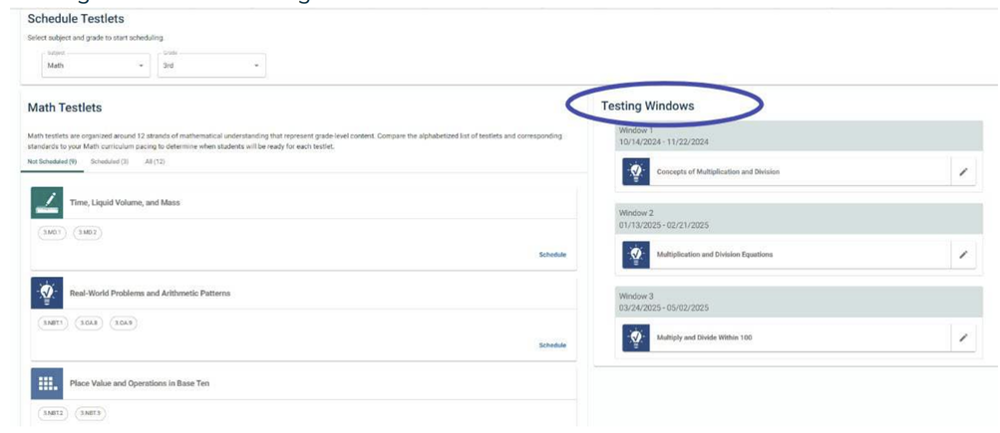 Schedule Testlets
Select subject and grade to start scheduling.
Subject
Math
Grade
3rd
Math Testlets
Math testlets are organized around 12 strands of mathematical understanding that represent grade-level content. Compare the alphabetized list of testlets and corresponding
standards to your Math curriculum pacing to determine when students will be ready for each testlet.
Not Scheduled (9) Scheduled (3) All (12)
Time, Liquid Volume, and Mass
3.MD.1 3.MD.2
Schedule
Real-World Problems and Arithmetic Patterns
3.NBT.1 3.OA.8 3.OA.9
Schedule
Place Value and Operations in Base Ten
3.NBT.2 3.NBT.3
Testing Windows
Window 1
10/14/2024 - 11/22/2024
Concepts of Multiplication and Division
Window 2
01/13/2025 - 02/21/2025
Multiplication and Division Equations
Window 3
03/24/2025 - 05/02/2025
Multiply and Divide Within 100